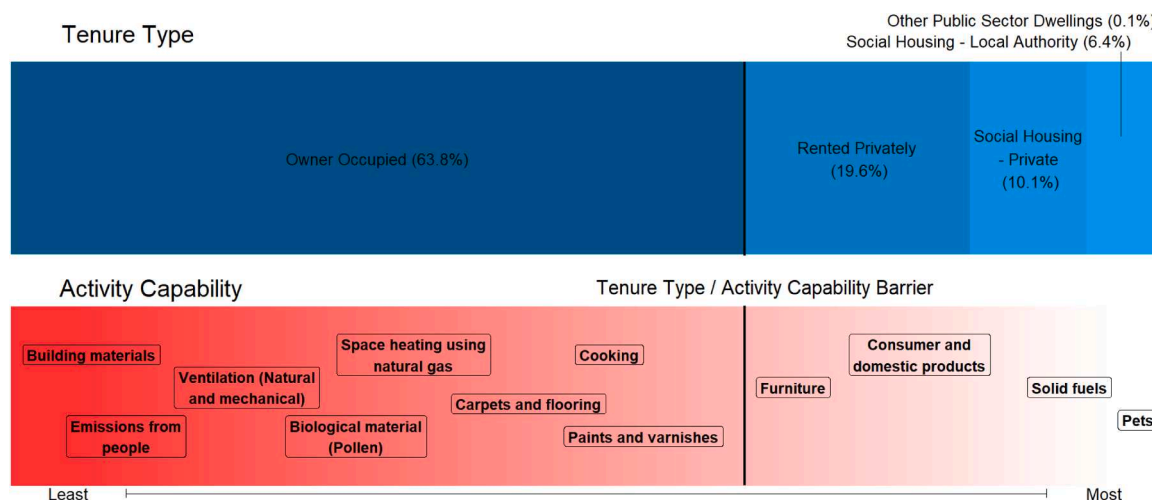 Other Public Sector Dwellings (0.1%)
Tenure Type
Social Housing - Local Authority (6.4%)
Owner Occupied (63.8%)
Rented Privately
(19.6%)
Social Housing
- Private
(10.1%)
Activity Capability
Tenure Type / Activity Capability Barrier
Building materials
Space heating using
natural gas
Cooking
Consumer and
domestic products
Ventilation (Natural
and mechanical)
Furniture
Solid fuels
Carpets and flooring
Emissions from
people
Biological material
(Pollen)
Paints and varnishes
Pets
Least
Most